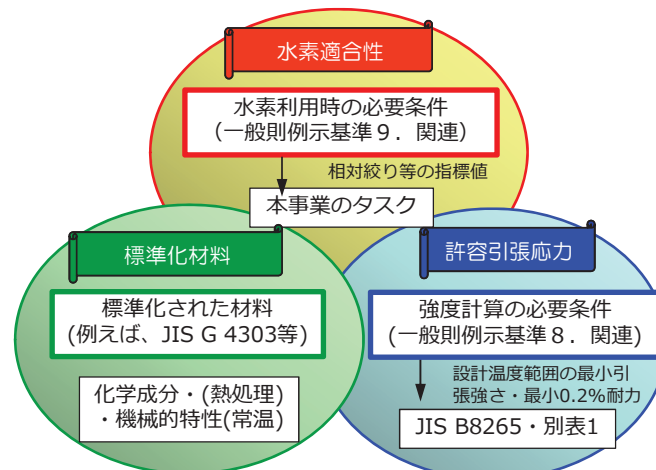 水素適合性
水素利用時の必要条件
(一般則例示基準９．関連)
相対絞り等の指標値
本事業のタスク
標準化材料
標準化された材料
(例えば、JIS G 4303等)
化学成分・(熱処理)
・機械的特性(常温)
許容引張応力
強度計算の必要条件
(一般則例示基準８．関連)
設計温度範囲の最小引
張強さ・最小0.2%耐力
JIS B8265・別表1